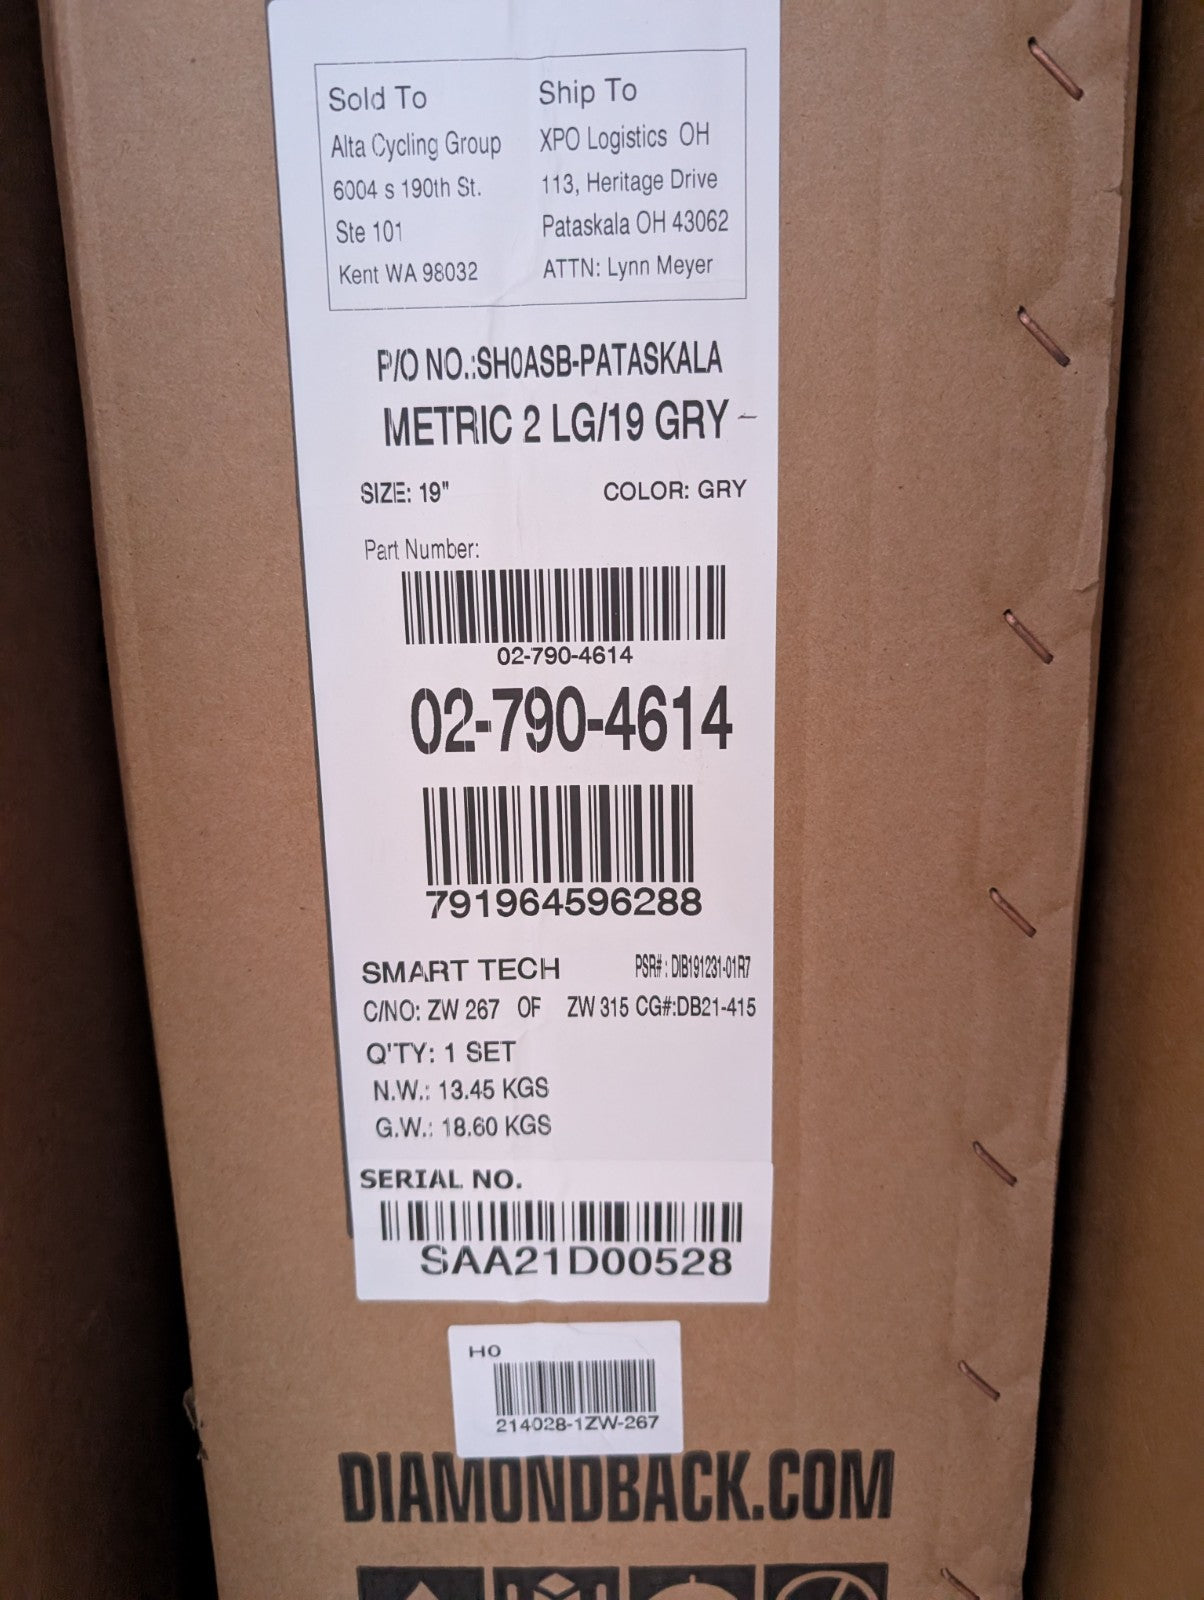 Sold To
Alta Cycling Group
6004 s 190th St.
Ste 101
Kent WA 98032
Ship To
XPO Logistics OH
113, Heritage Drive
Pataskala OH 43062
ATTN: Lynn Meyer
P/O NO.:SH0ASB-PATASKALA
METRIC 2 LG/19 GRY -
SIZE: 19" COLOR: GRY
Part Number:
02-790-4614
02-790-4614
791964596288
SMART TECH PSR# : DIB191231-01R7
C/NO: ZW 267 OF ZW 315 CG#:DB21-415
Q'TY: 1 SET
N.W.: 13.45 KGS
G.W.: 18.60 KGS
SERIAL NO.
SAA21D00528
HO
214028-1ZW-267
DIAMONDBACK.COM